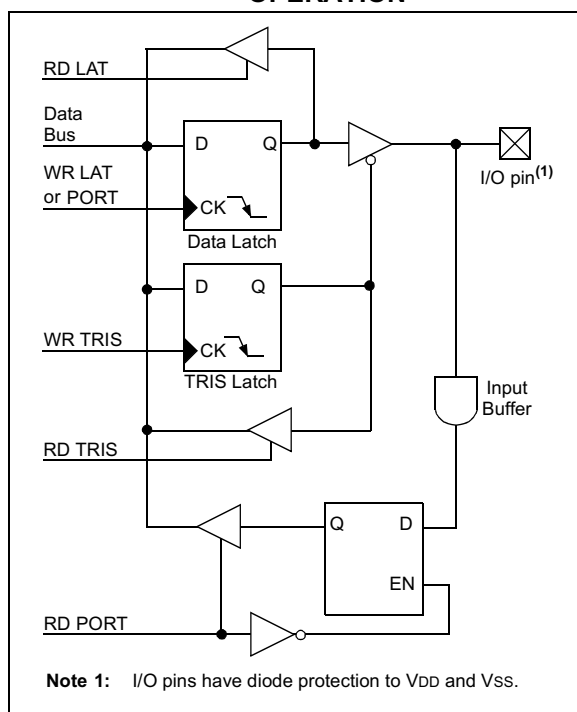 OPERATION
RD LAT
Data
Bus
D Q
WR LAT
or PORT
I/O pin(1)
CK
Data Latch
D Q
WR TRIS
CK
TRIS Latch
Input
Buffer
RD TRIS
Q D
EN
RD PORT
Note 1: I/O pins have diode protection to VDD and VSS.